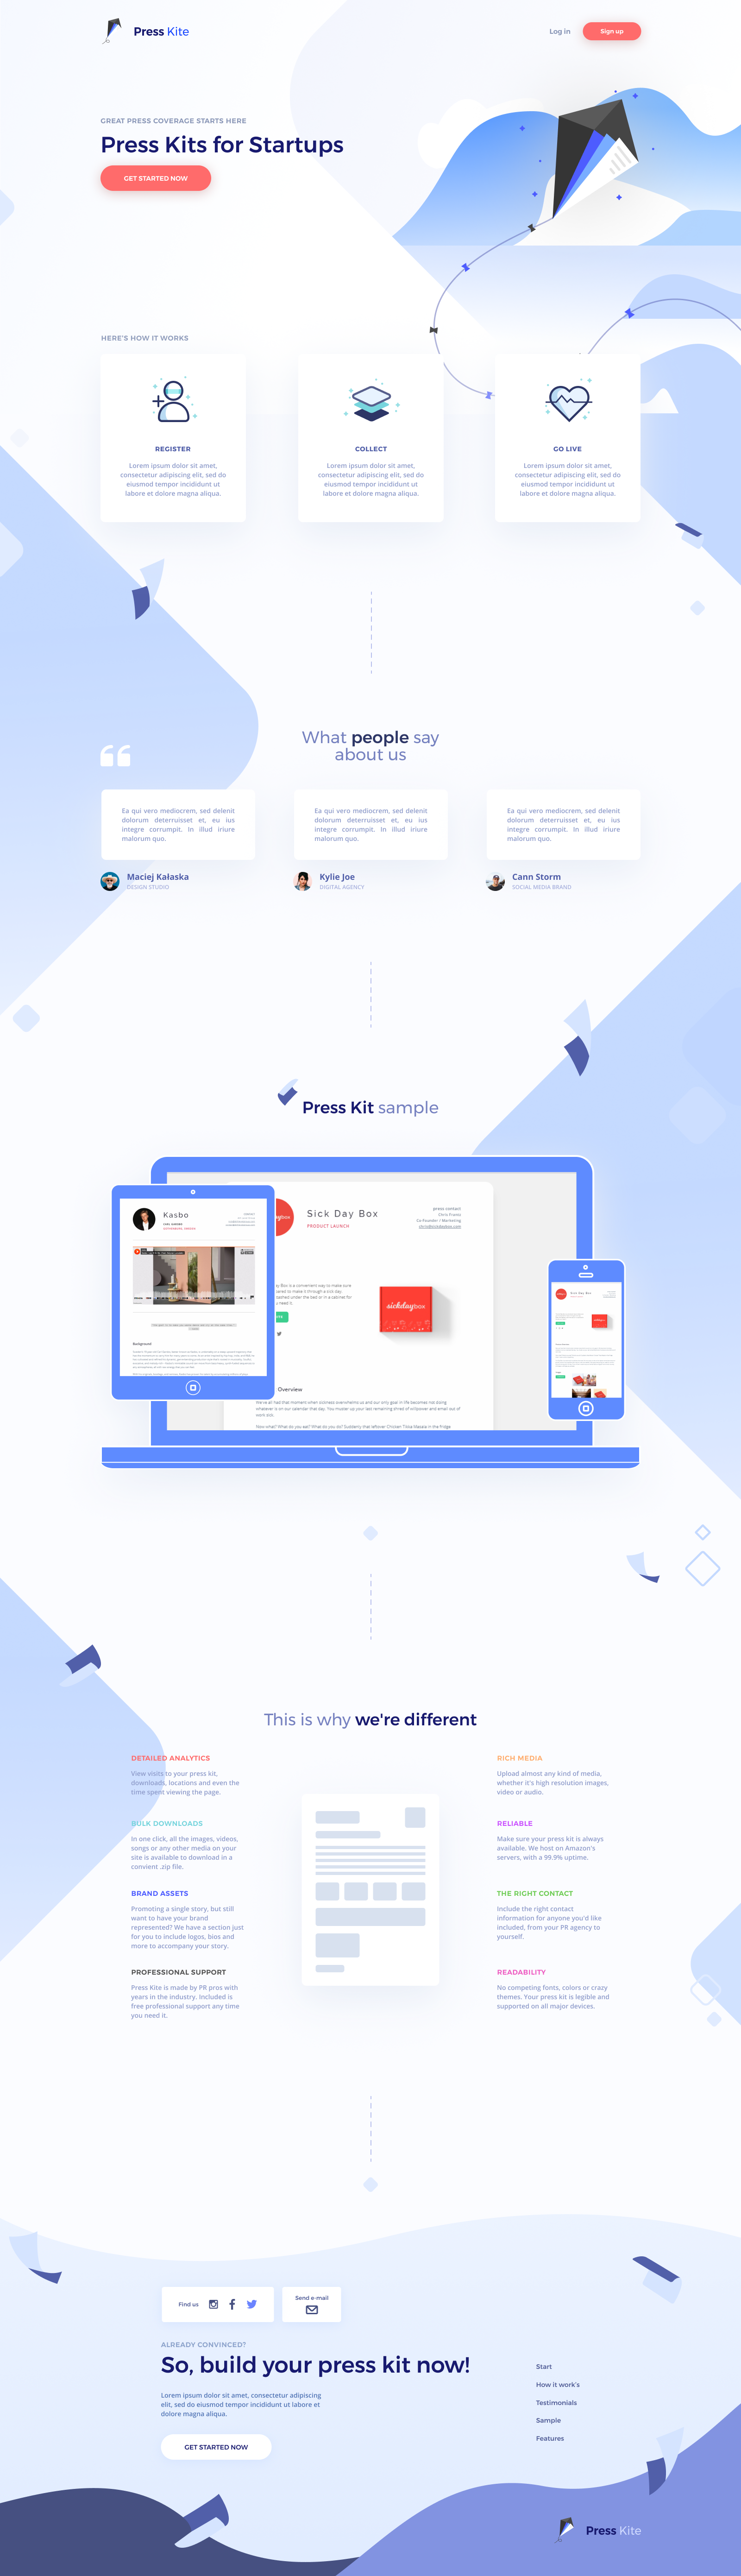 Press Kite
Log in
Sign up
GREAT PRESS COVERAGE STARTS HERE
Press Kits for Startups
GET STARTED NOW
HERE'S HOW IT WORKS
REGISTER
Lorem ipsum dolor sit amet,
consectetur adipiscing elit, sed do
eiusmod tempor incididunt ut
labore et dolore magna aliqua.
COLLECT
Lorem ipsum dolor sit amet,
consectetur adipiscing elit, sed do
eiusmod tempor incididunt ut
labore et dolore magna aliqua.
GO LIVE
Lorem ipsum dolor sit amet,
consectetur adipiscing elit, sed do
eiusmod tempor incididunt ut
labore et dolore magna aliqua.
What people say
about us
Ea qui vero mediocrem, sed delenit
dolorum deterruisset et, eu ius
integre corrumpit. In illud iriure
malorum quo.
Maciej Kałaska
DESIGN STUDIO
Ea qui vero mediocrem, sed delenit
dolorum deterruisset et, eu ius
integre corrumpit. In illud iriure
malorum quo.
Kylie Joe
DIGITAL AGENCY
Ea qui vero mediocrem, sed delenit
dolorum deterruisset et, eu ius
integre corrumpit. In illud iriure
malorum quo.
Cann Storm
SOCIAL MEDIA BRAND
Press Kit sample
Kasbo
Background
Sick Day Box
PRODUCT LAUNCH
press contact
sickdaybox
Overview
Sick Day Box
This is why we're different
DETAILED ANALYTICS
View visits to your press kit,
downloads, locations and even the
time spent viewing the page.
BULK DOWNLOADS
In one click, all the images, videos,
songs or any other media on your
site is available to download in a
convient .zip file.
BRAND ASSETS
Promoting a single story, but still
want to have your brand
represented? We have a section just
for you to include logos, bios and
more to accompany your story.
PROFESSIONAL SUPPORT
Press Kite is made by PR pros with
years in the industry. Included is
free professional support any time
you need it.
RICH MEDIA
Upload almost any kind of media,
whether it's high resolution images,
video or audio.
RELIABLE
Make sure your press kit is always
available. We host on Amazon's
servers, with a 99.9% uptime.
THE RIGHT CONTACT
Include the right contact
information for anyone you'd like
included, from your PR agency to
yourself.
READABILITY
No competing fonts, colors or crazy
themes. Your press kit is legible and
supported on all major devices.
Find us
Send e-mail
ALREADY CONVINCED?
So, build your press kit now!
Lorem ipsum dolor sit amet, consectetur adipiscing
elit, sed do eiusmod tempor incididunt ut labore et
dolore magna aliqua.
GET STARTED NOW
Start
How it work's
Testimonials
Sample
Features
Press Kite